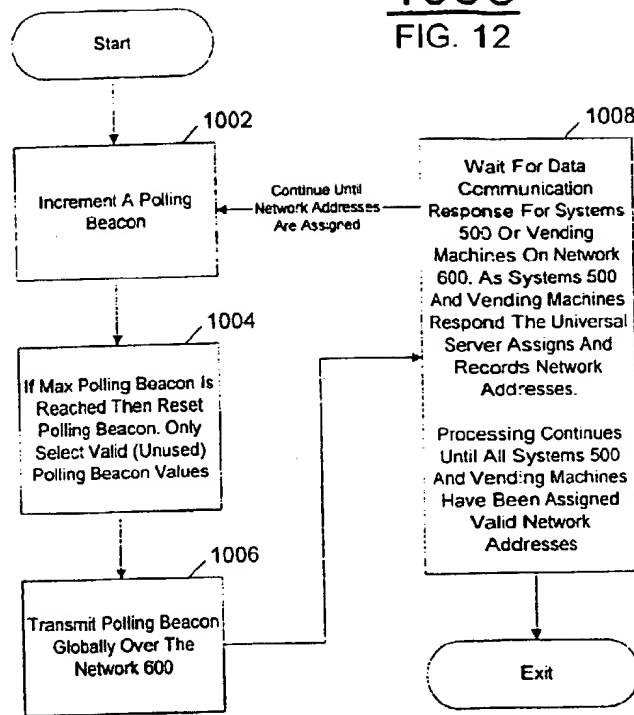 FIG. 12
Start
1002
Increment A Polling
Beacon
1004
If Max Polling Beacon Is
Reached Then Reset
Polling Beacon. Only
Select Valid (Unused)
Polling Beacon Values
1006
Transmit Polling Beacon
Globally Over The
Network 600
Continue Until
Network Addresses
Are Assigned
1008
Wait For Data
Communication
Response For Systems
500 Or Vending
Machines On Network
600. As Systems 500
And Vending Machines
Respond The Universal
Server Assigns And
Records Network
Addresses.
Processing Continues
Until All Systems 500
And Vending Machines
Have Been Assigned
Valid Network
Addresses
Exit